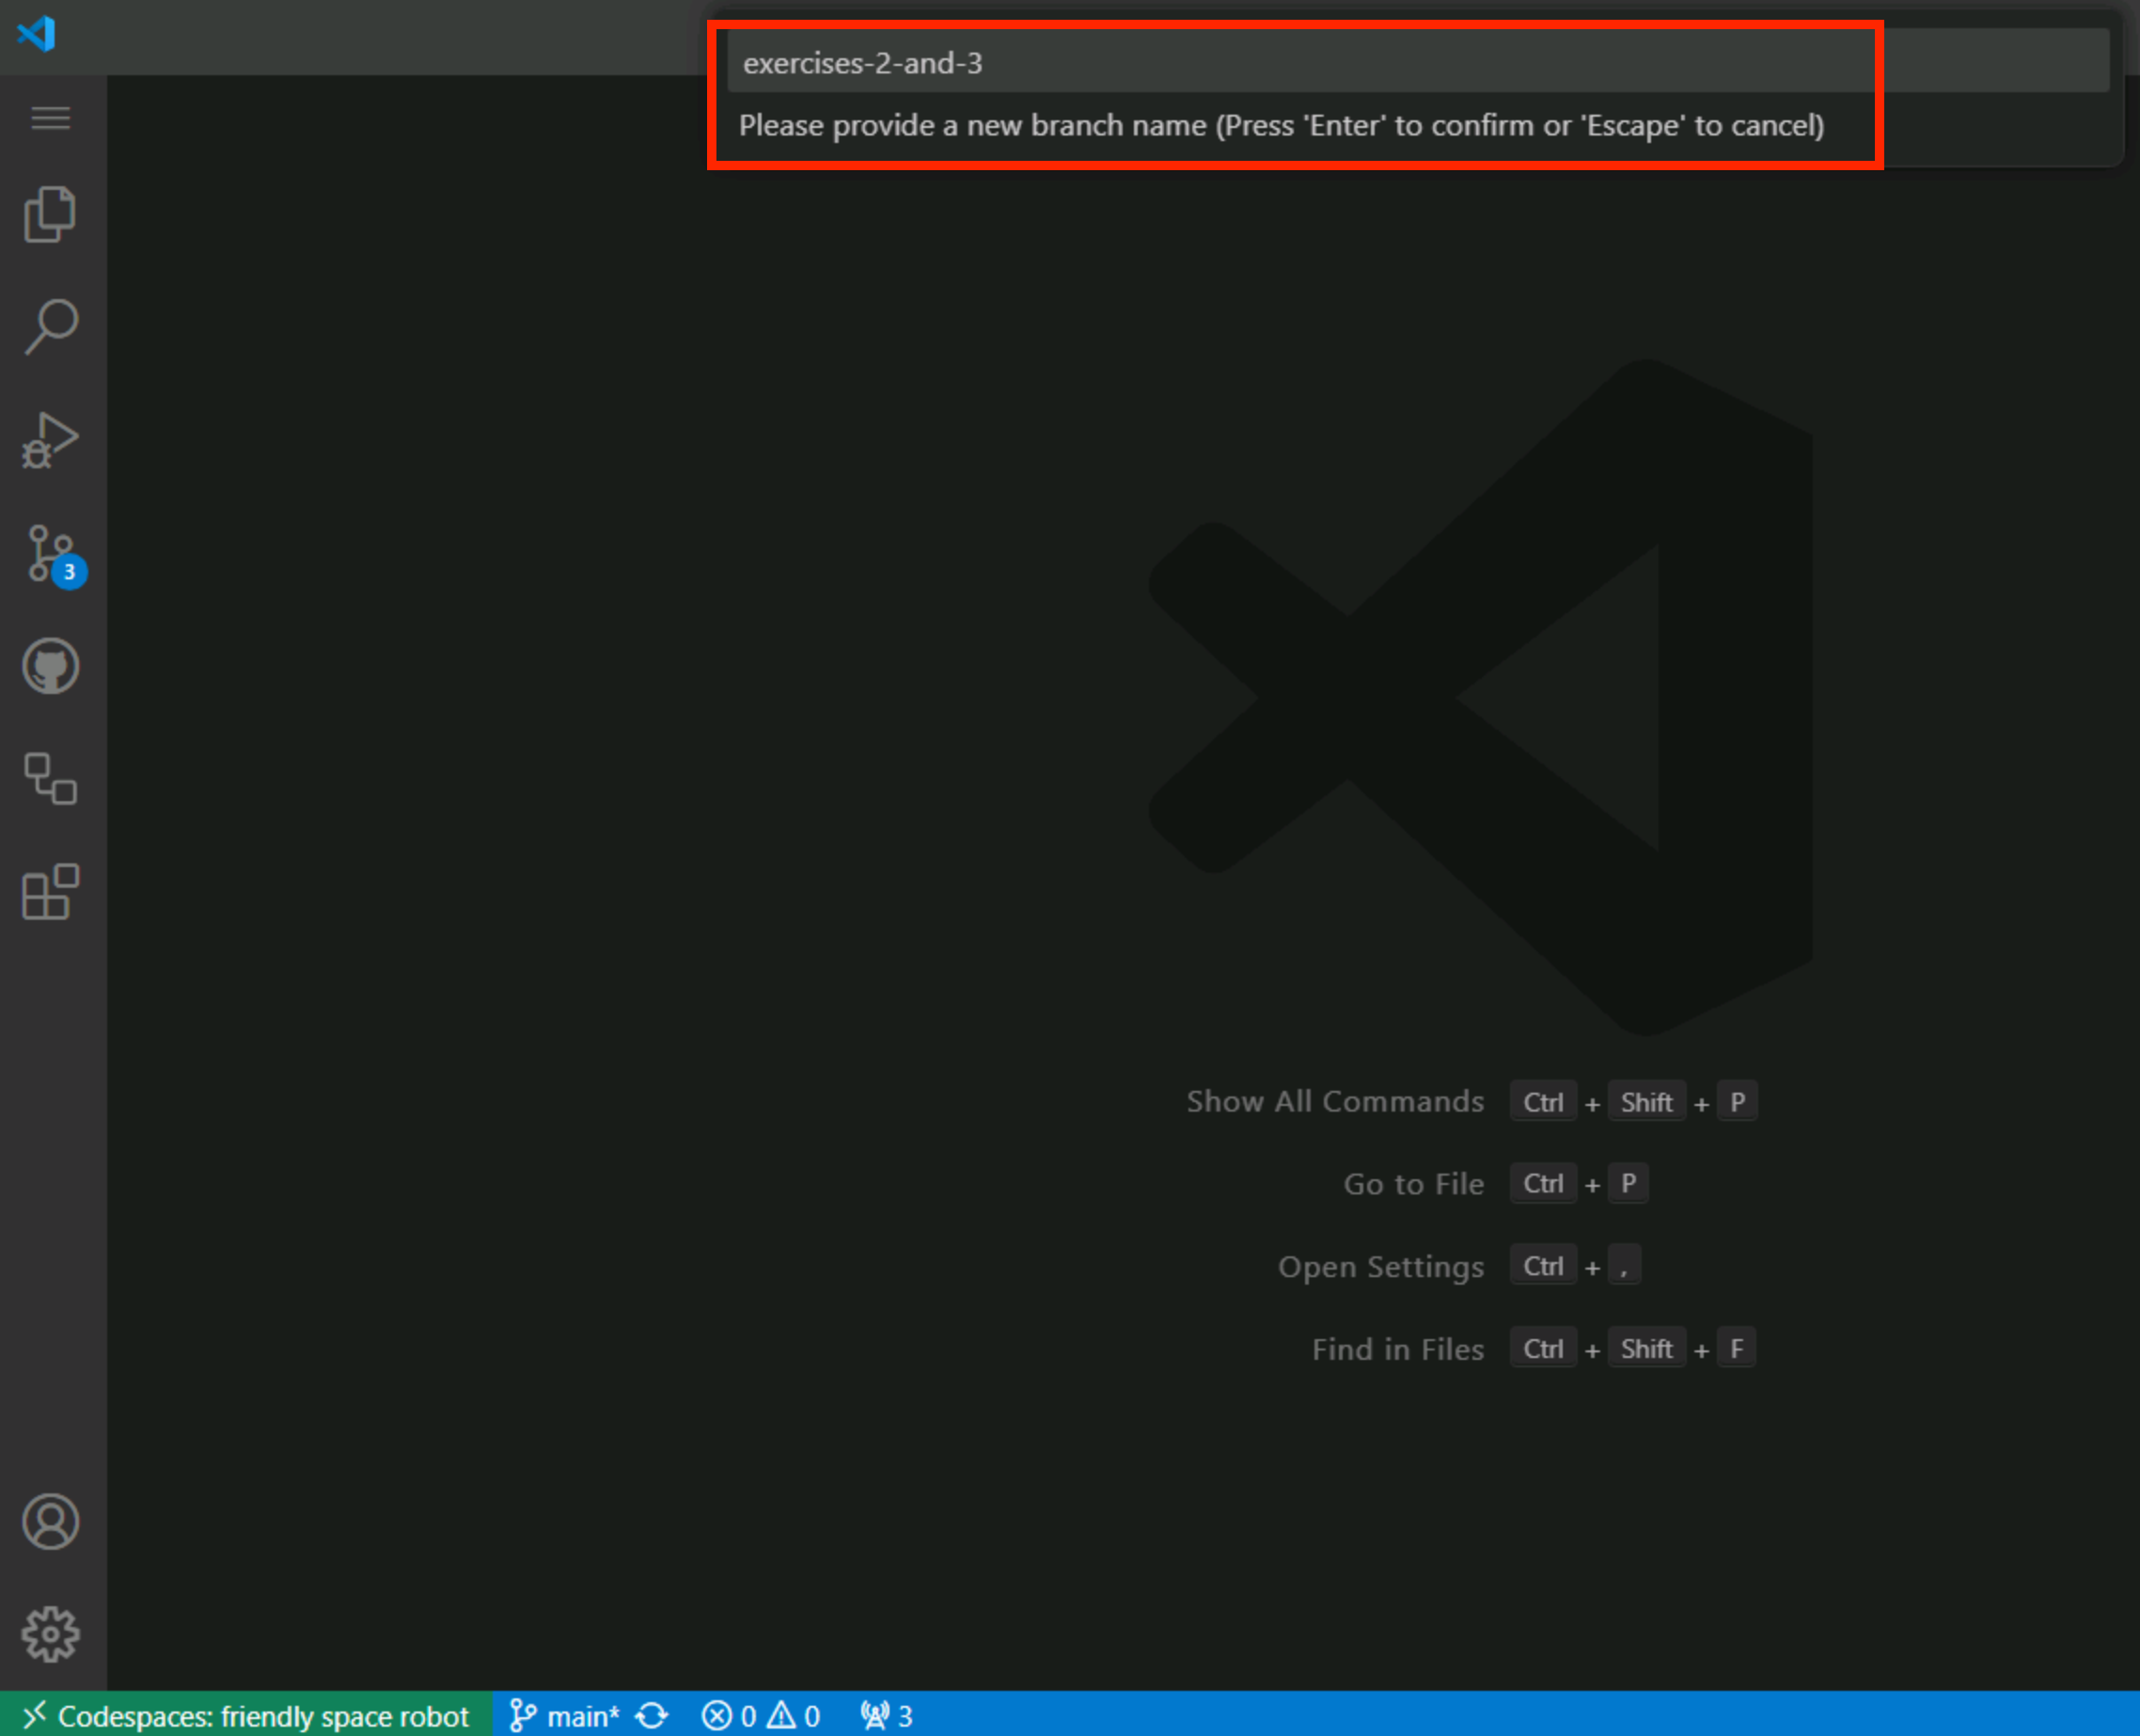 exercises-2-and-3
Please provide a new branch name (Press 'Enter' to confirm or 'Escape' to cancel)
3
Show All Commands Ctrl + Shift + P
Go to File Ctrl + P
Open Settings Ctrl + ,
Find in Files Ctrl + Shift + F
Codespaces: friendly space robot main* 0 0 3